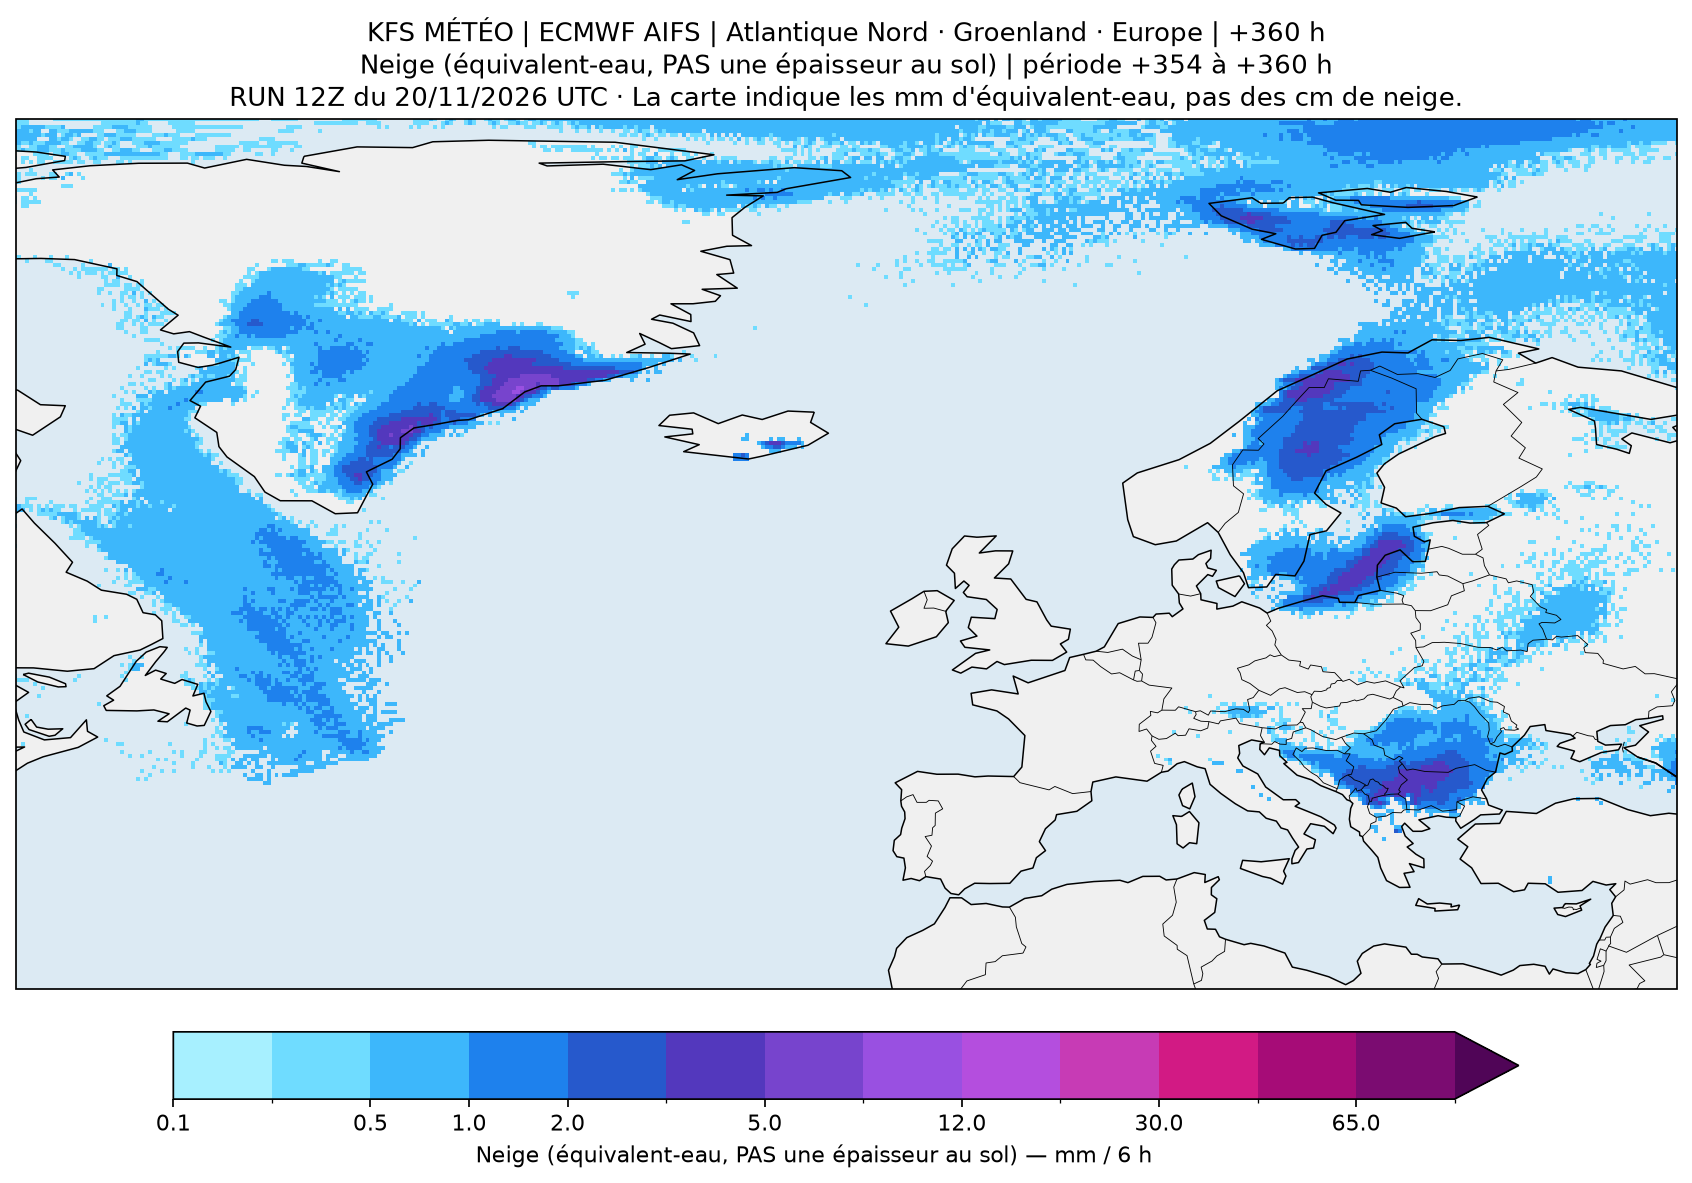 KFS MÉTÉO | ECMWF AIFS | Atlantique Nord · Groenland · Europe | +360 h
Neige (équivalent-eau, PAS une épaisseur au sol) | période +354 à +360 h
RUN 12Z du 20/11/2026 UTC · La carte indique les mm d'équivalent-eau, pas des cm de neige.
0.1 0.5 1.0 2.0 5.0 12.0 30.0 65.0
Neige (équivalent-eau, PAS une épaisseur au sol) — mm / 6 h